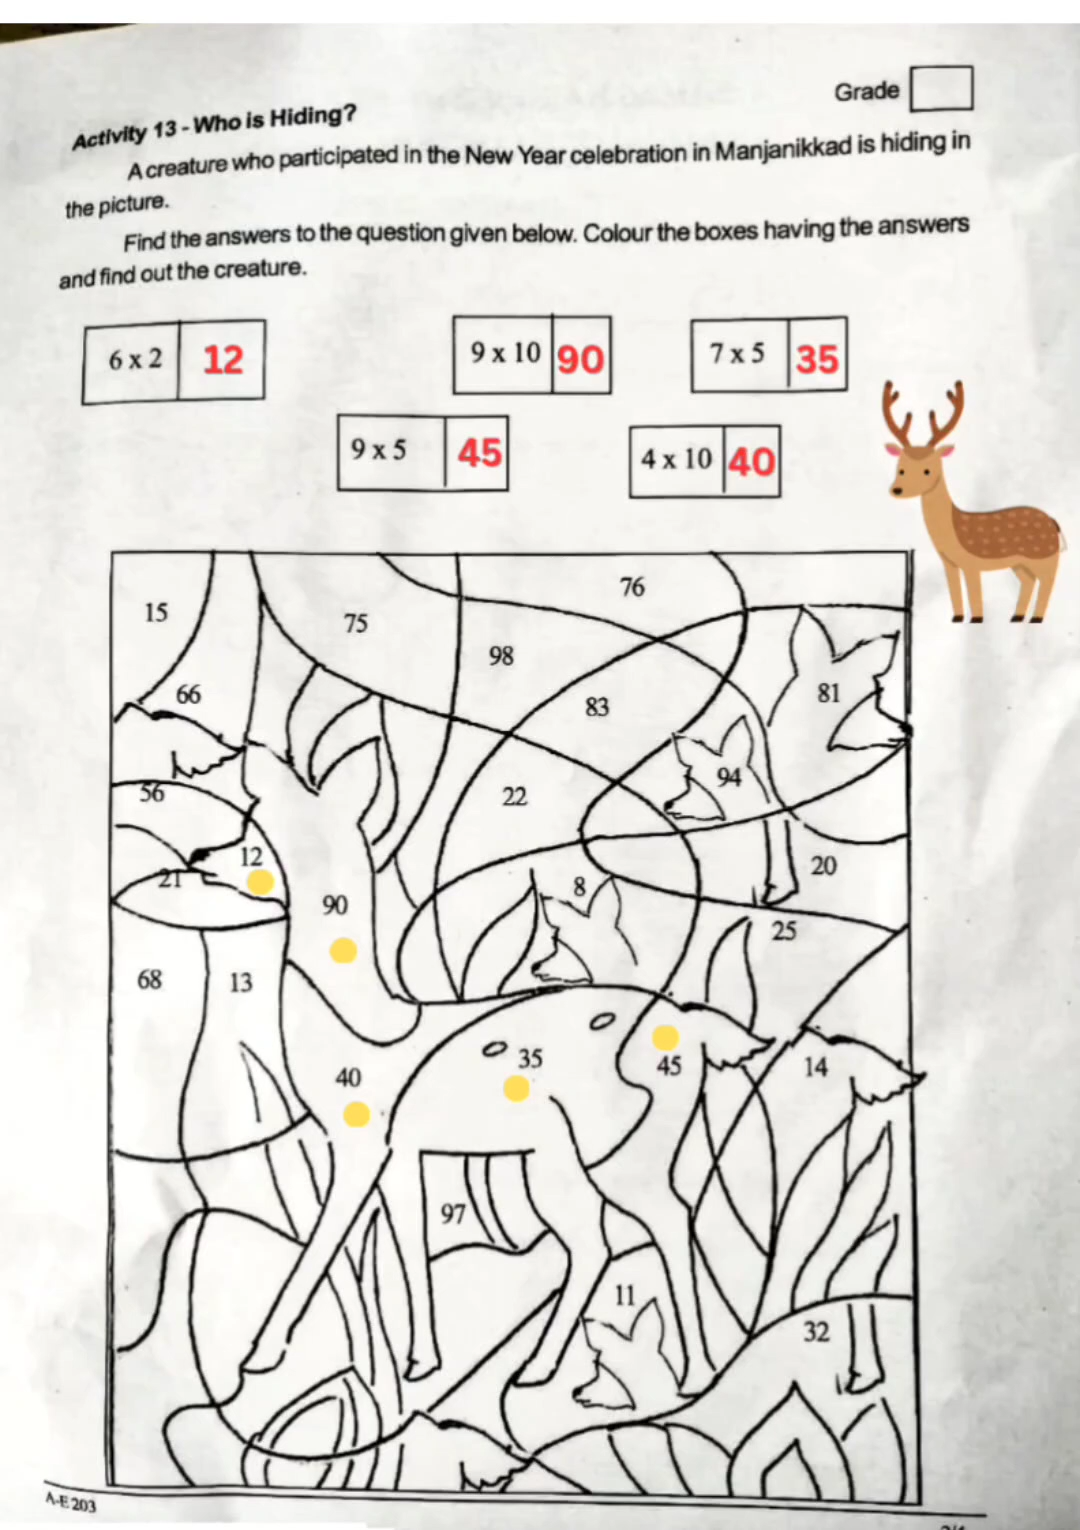 Grade
Activity 13 - Who is Hiding?
A creature who participated in the New Year celebration in Manjanikkad is hiding in
the picture.
Find the answers to the question given below. Colour the boxes having the answers
and find out the creature.
6 x 2 12
9 x 10 90
7 x 5 35
9 x 5 45
4 x 10 40
76
15
75
98
66
81
83
94
56
22
12
20
21
8
90
25
68
13
35
45
14
40
97
11
32
A-E 203